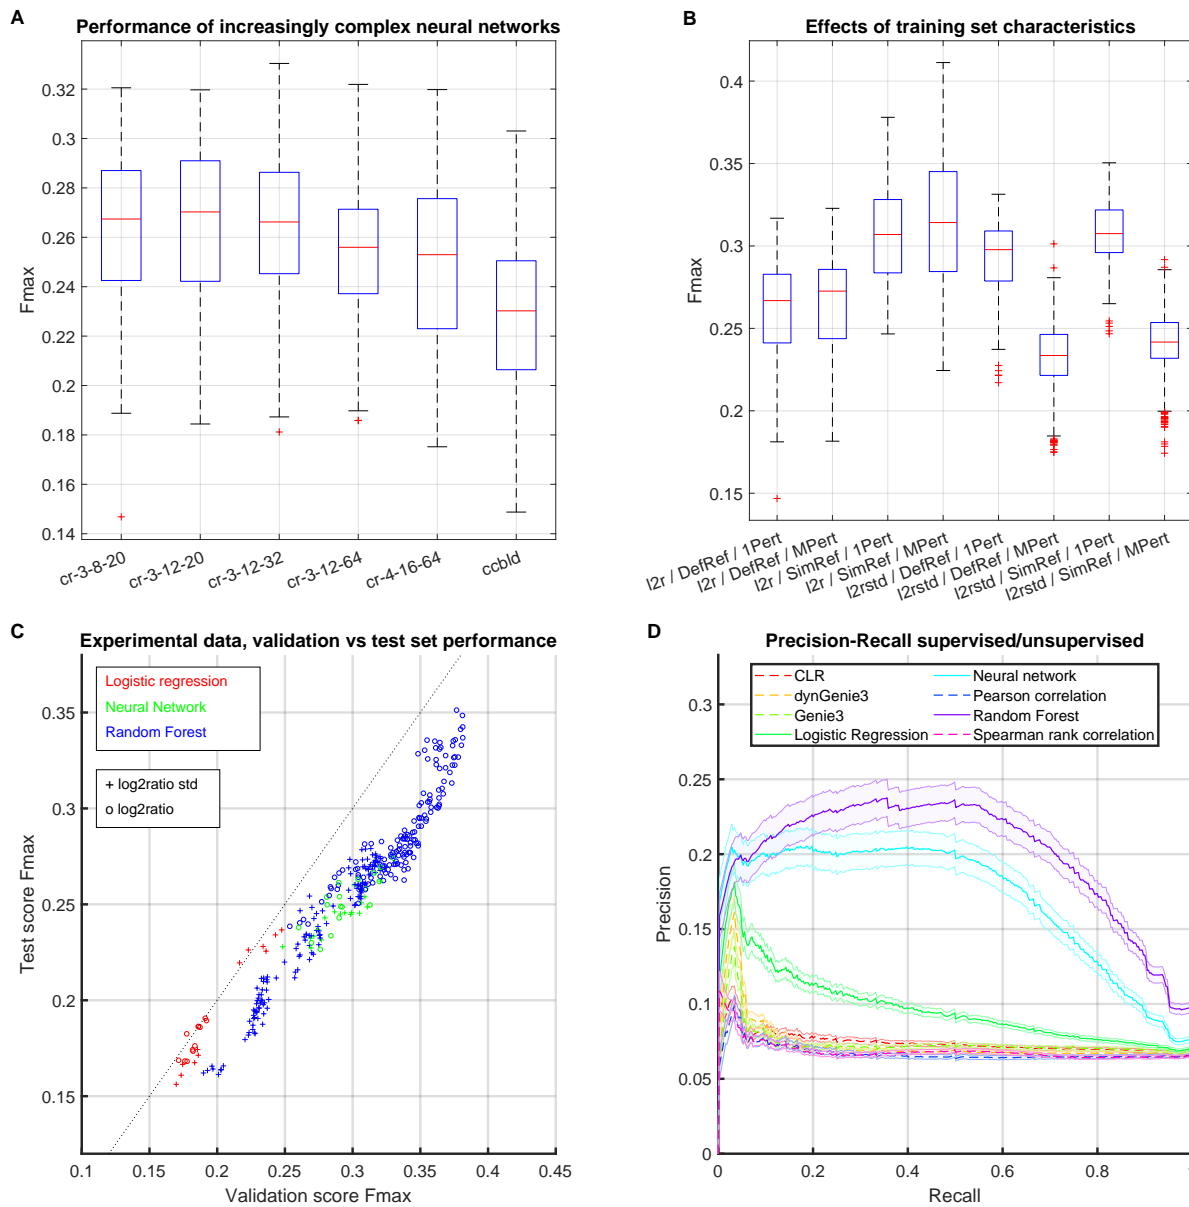 A
Performance of increasingly complex neural networks
Fmax
0.32
0.3
0.28
0.26
0.24
0.22
0.2
0.18
0.16
0.14
cr-3-8-20
cr-3-12-20
cr-3-12-32
cr-3-12-64
cr-4-16-64
ccbld
B
Effects of training set characteristics
Fmax
0.4
0.35
0.3
0.25
0.2
0.15
l2r / DefRef / 1Pert
l2r / DefRef / MPert
l2r / SimRef / 1Pert
l2r / SimRef / MPert
l2rstd / DefRef / 1Pert
l2rstd / DefRef / MPert
l2rstd / SimRef / 1Pert
l2rstd / SimRef / MPert
C
Experimental data, validation vs test set performance
Logistic regression
Neural Network
Random Forest
+ log2ratio std
o log2ratio
Test score Fmax
0.35
0.3
0.25
0.2
0.15
0.1
0.15
0.2
0.25
0.3
0.35
0.4
0.45
Validation score Fmax
D
Precision-Recall supervised/unsupervised
CLR
dynGenie3
Genie3
Logistic Regression
Neural network
Pearson correlation
Random Forest
Spearman rank correlation
Precision
0.3
0.25
0.2
0.15
0.1
0.05
0
0
0.2
0.4
0.6
0.8
Recall